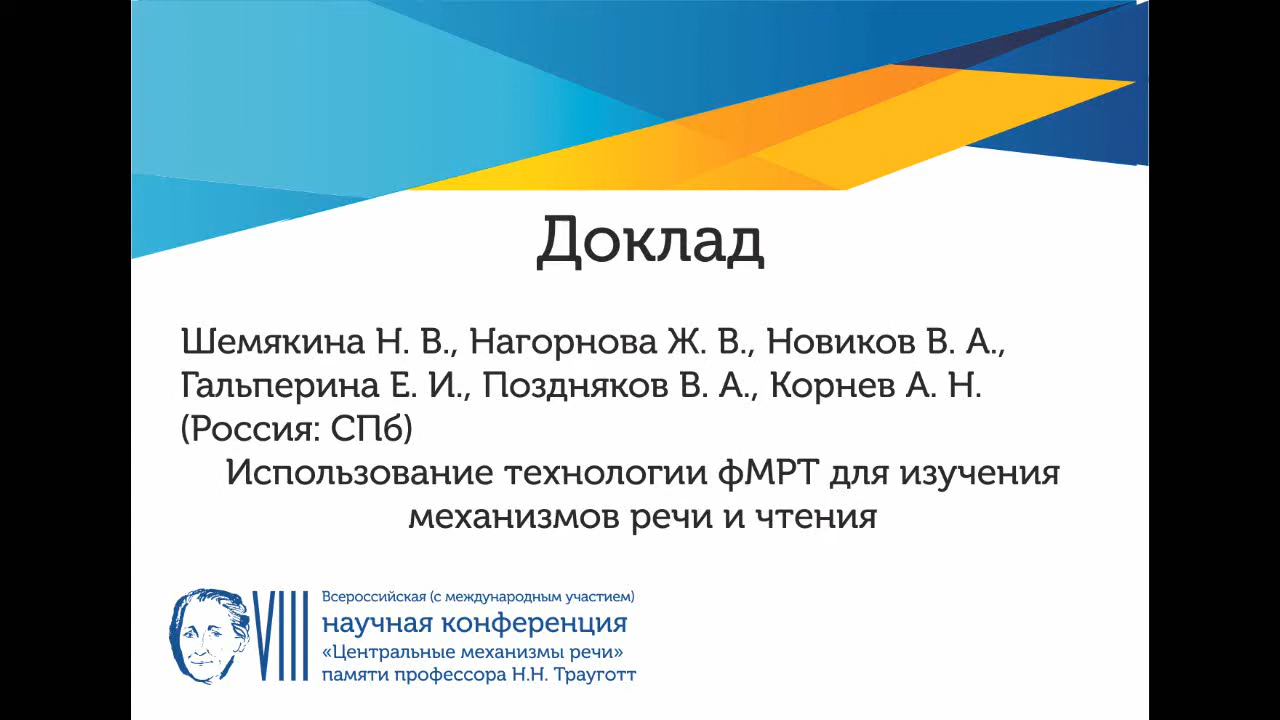 Доклад
Шемякина Н. В., Нагорнова Ж. В., Новиков В. А.,
Гальперина Е. И., Поздняков В. А., Корнев А. Н.
(Россия: СПб)
Использование технологии фМРТ для изучения
механизмов речи и чтения
VIII
Всероссийская (с международным участием)
научная конференция
«Центральные механизмы речи»
памяти профессора Н.Н. Трауготт